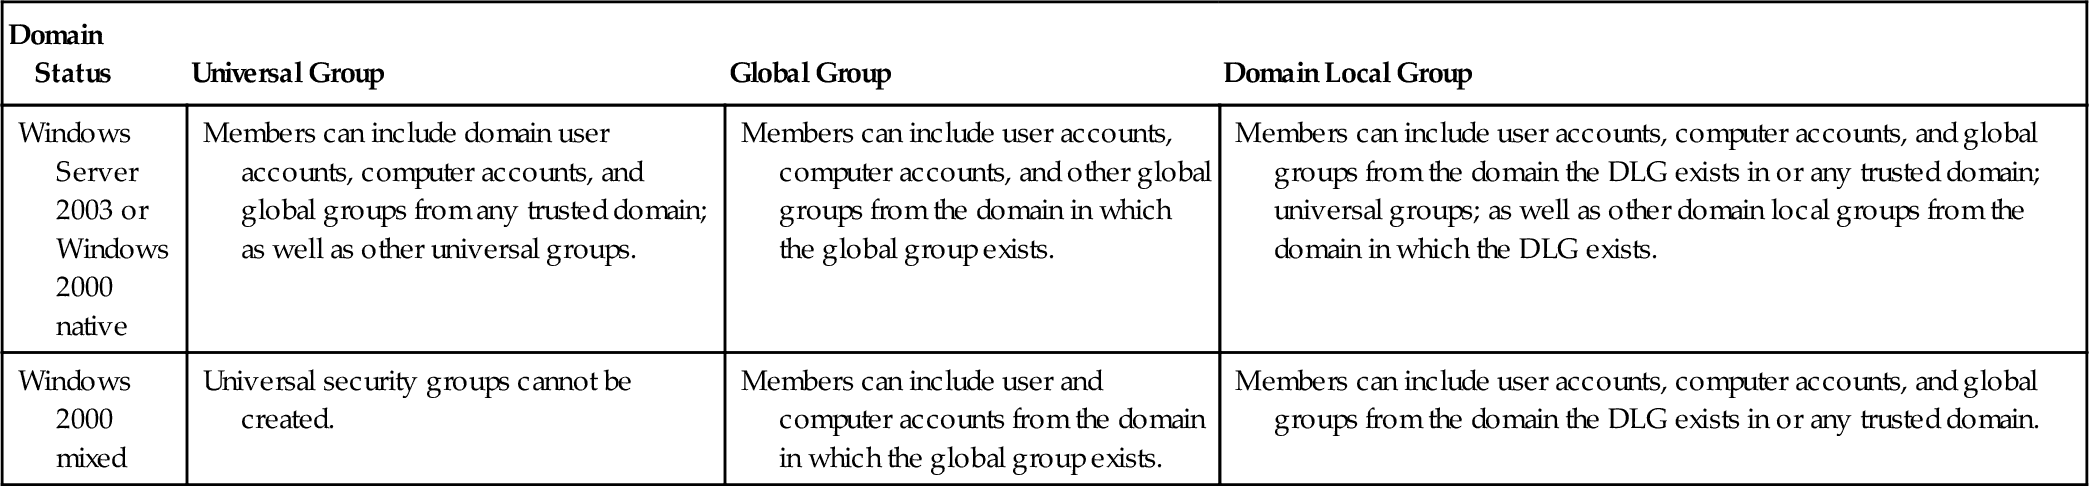 Domain
Status
Universal Group
Global Group
Domain Local Group
Windows
Server
2003 or
Windows
2000
native
Members can include domain user
accounts, computer accounts, and
global groups from any trusted domain;
as well as other universal groups.
Members can include user accounts,
computer accounts, and other global
groups from the domain in which
the global group exists.
Members can include user accounts, computer accounts, and global
groups from the domain the DLG exists in or any trusted domain;
universal groups; as well as other domain local groups from the
domain in which the DLG exists.
Windows
2000
mixed
Universal security groups cannot be
created.
Members can include user and
computer accounts from the domain
in which the global group exists.
Members can include user accounts, computer accounts, and global
groups from the domain the DLG exists in or any trusted domain.